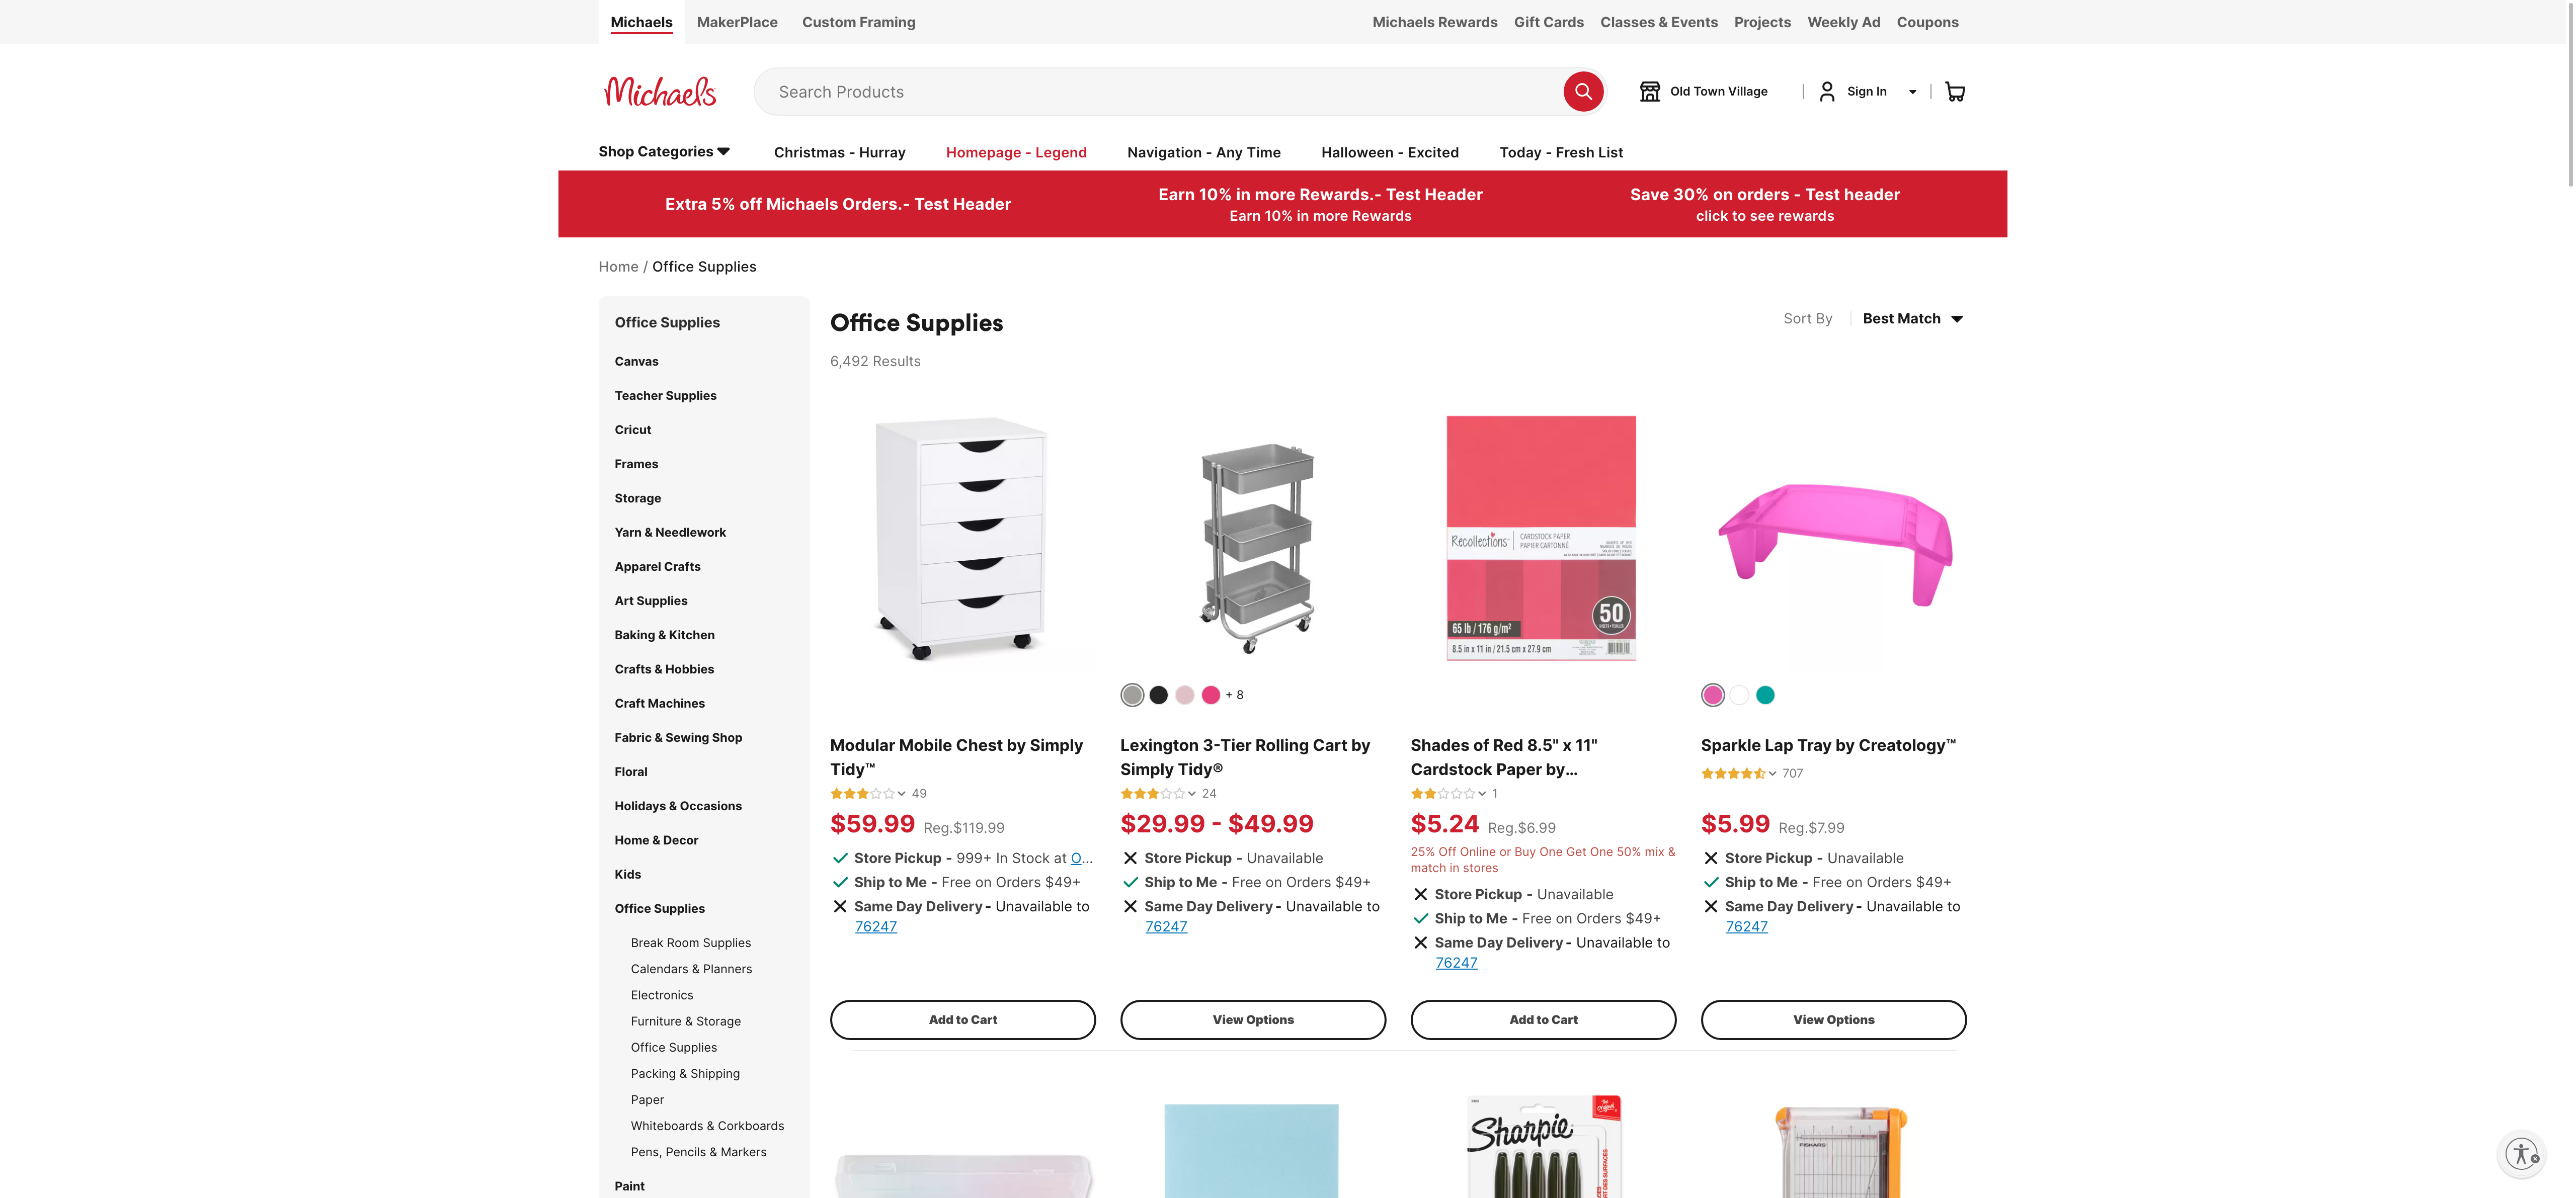 Michaels
MakerPlace
Custom Framing
Michaels Rewards
Gift Cards
Classes & Events
Projects
Weekly Ad
Coupons
Michaels
Search Products
Old Town Village
Sign In
Shop Categories
Christmas - Hurray
Homepage - Legend
Navigation - Any Time
Halloween - Excited
Today - Fresh List
Extra 5% off Michaels Orders.- Test Header
Earn 10% in more Rewards.- Test Header
Earn 10% in more Rewards
Save 30% on orders - Test header
click to see rewards
Home / Office Supplies
Office Supplies
Canvas
Teacher Supplies
Cricut
Frames
Storage
Yarn & Needlework
Apparel Crafts
Art Supplies
Baking & Kitchen
Crafts & Hobbies
Craft Machines
Fabric & Sewing Shop
Floral
Holidays & Occasions
Home & Decor
Kids
Office Supplies
Break Room Supplies
Calendars & Planners
Electronics
Furniture & Storage
Office Supplies
Packing & Shipping
Paper
Whiteboards & Corkboards
Pens, Pencils & Markers
Paint
Office Supplies
6,492 Results
Sort By
Best Match
Modular Mobile Chest by Simply
Tidy™
49
$59.99 Reg.$119.99
Store Pickup - 999+ In Stock at O...
Ship to Me - Free on Orders $49+
Same Day Delivery - Unavailable to
76247
Add to Cart
+ 8
Lexington 3-Tier Rolling Cart by
Simply Tidy®
24
$29.99 - $49.99
Store Pickup - Unavailable
Ship to Me - Free on Orders $49+
Same Day Delivery - Unavailable to
76247
View Options
Recollections™
CARDSTOCK PAPER
PAPIER CARTONNÉ
50
65 lb / 176 g/m²
8.5 in x 11 in / 21.5 cm x 27.9 cm
Shades of Red 8.5" x 11"
Cardstock Paper by...
1
$5.24 Reg.$6.99
25% Off Online or Buy One Get One 50% mix &
match in stores
Store Pickup - Unavailable
Ship to Me - Free on Orders $49+
Same Day Delivery - Unavailable to
76247
Add to Cart
Sparkle Lap Tray by Creatology™
707
$5.99 Reg.$7.99
Store Pickup - Unavailable
Ship to Me - Free on Orders $49+
Same Day Delivery - Unavailable to
76247
View Options
Sharpie
FISKARS